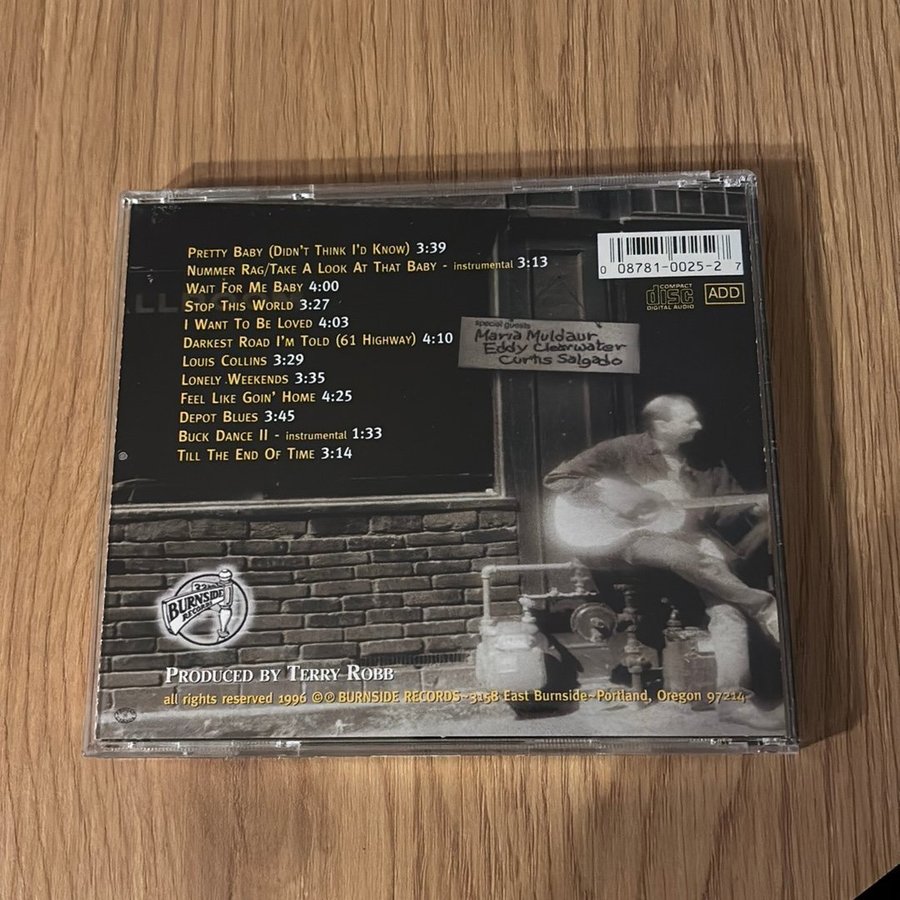 Pretty Baby (Didn't Think I'd Know) 3:39
Nummer Rag/Take A Look At That Baby - instrumental 3:13
Wait For Me Baby 4:00
Stop This World 3:27
I Want To Be Loved 4:03
Darkest Road I'm Told (61 Highway) 4:10
Louis Collins 3:29
Lonely Weekends 3:35
Feel Like Goin' Home 4:25
Depot Blues 3:45
Buck Dance II - instrumental 1:33
Till The End Of Time 3:14
0 08781-0025-2 7
COMPACT
disc
DIGITAL AUDIO
ADD
special guests
Maria Muldaur
Eddy Clearwater
Curtis Salgado
BURNSIDE
RECORDS
Produced by Terry Robb
all rights reserved 1996 ©℗ BURNSIDE RECORDS~3158 East Burnside~Portland, Oregon 97214